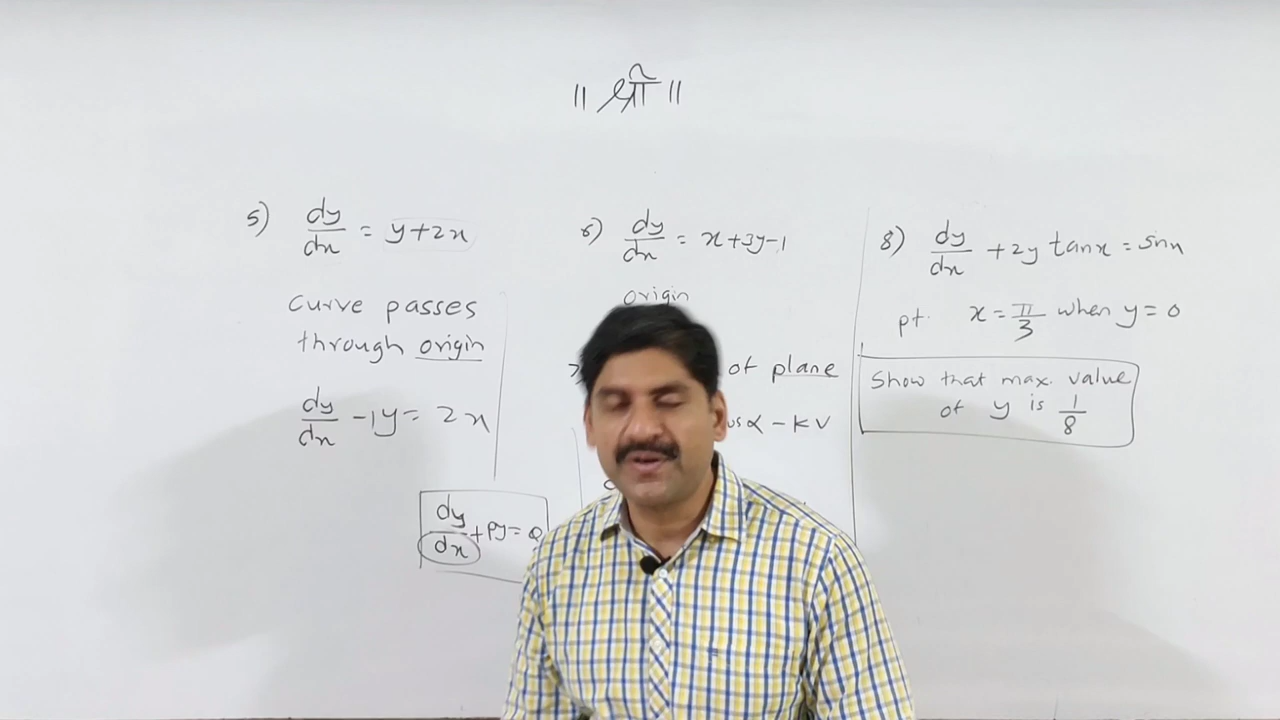 ॥ श्री ॥
5) dy/dx = y+2x
Curve passes
through origin
dy/dx -1y = 2x
dy/dx + Py = Q
6) dy/dx = x+3y-1
origin
of plane
α - kv
8) dy/dx + 2y tanx = sinx
pt. x = π/3 when y = 0
Show that max. value
of y is 1/8